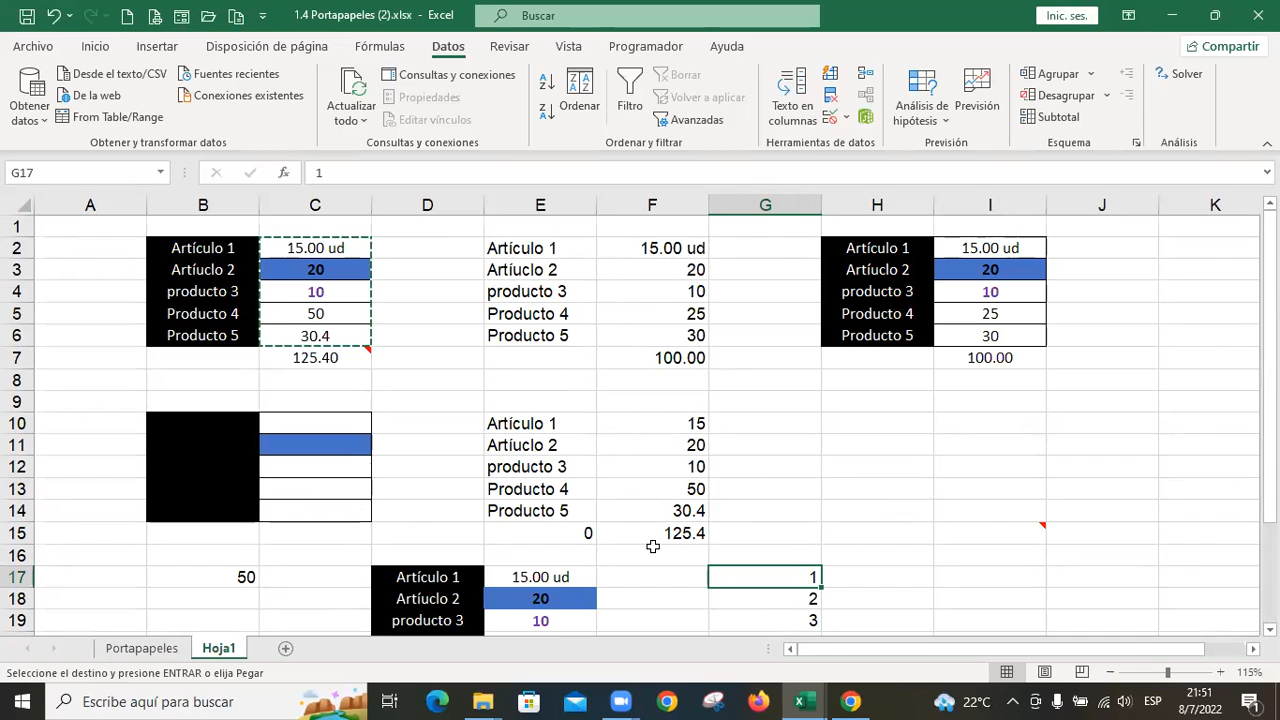 1.4 Portapapeles (2).xlsx - Excel
Buscar
Inic. ses.
Archivo Inicio Insertar Disposición de página Fórmulas Datos Revisar Vista Programador Ayuda
Compartir
Obtener datos
Desde el texto/CSV
De la web
From Table/Range
Fuentes recientes
Conexiones existentes
Obtener y transformar datos
Actualizar todo
Consultas y conexiones
Propiedades
Editar vínculos
Consultas y conexiones
Ordenar
Filtro
Borrar
Volver a aplicar
Avanzadas
Ordenar y filtrar
Texto en columnas
Herramientas de datos
Análisis de hipótesis
Previsión
Previsión
Agrupar
Desagrupar
Subtotal
Esquema
Solver
Análisis
G17 fx 1
A B C D E F G H I J K
1
2 Artículo 1 15.00 ud Artículo 1 15.00 ud Artículo 1 15.00 ud
3 Artíuclo 2 20 Artíuclo 2 20 Artíuclo 2 20
4 producto 3 10 producto 3 10 producto 3 10
5 Producto 4 50 Producto 4 25 Producto 4 25
6 Producto 5 30.4 Producto 5 30 Producto 5 30
7 125.40 100.00 100.00
8
9
10 Artículo 1 15
11 Artíuclo 2 20
12 producto 3 10
13 Producto 4 50
14 Producto 5 30.4
15 0 125.4
16
17 50 Artículo 1 15.00 ud 1
18 Artíuclo 2 20 2
19 producto 3 10 3
Portapapeles Hoja1
Seleccione el destino y presione ENTRAR o elija Pegar
115%
Escribe aquí para buscar
22°C
ESP
21:51
8/7/2022